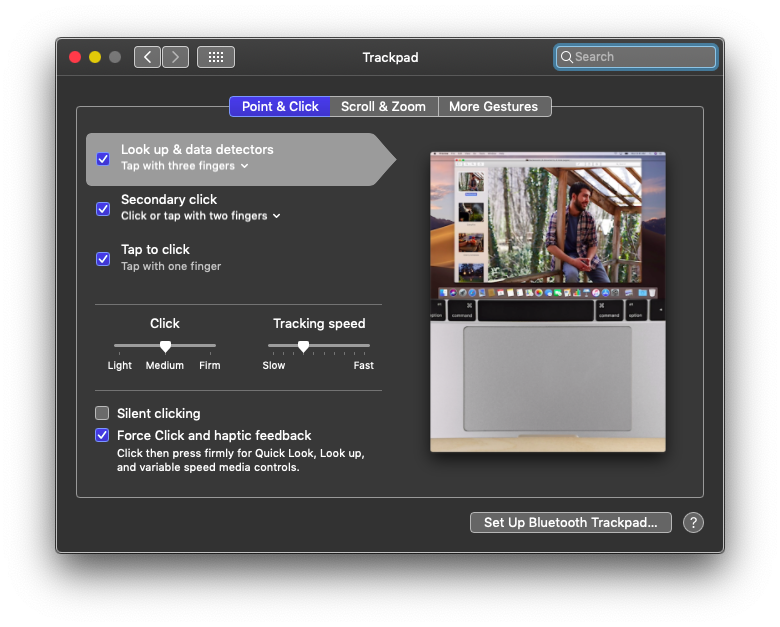 Trackpad
Search
Point & Click
Scroll & Zoom
More Gestures
Look up & data detectors
Tap with three fingers
Secondary click
Click or tap with two fingers
Tap to click
Tap with one finger
Click
Tracking speed
Light
Medium
Firm
Slow
Fast
Silent clicking
Force Click and haptic feedback
Click then press firmly for Quick Look, Look up,
and variable speed media controls.
option
command
command
option
Set Up Bluetooth Trackpad...
?